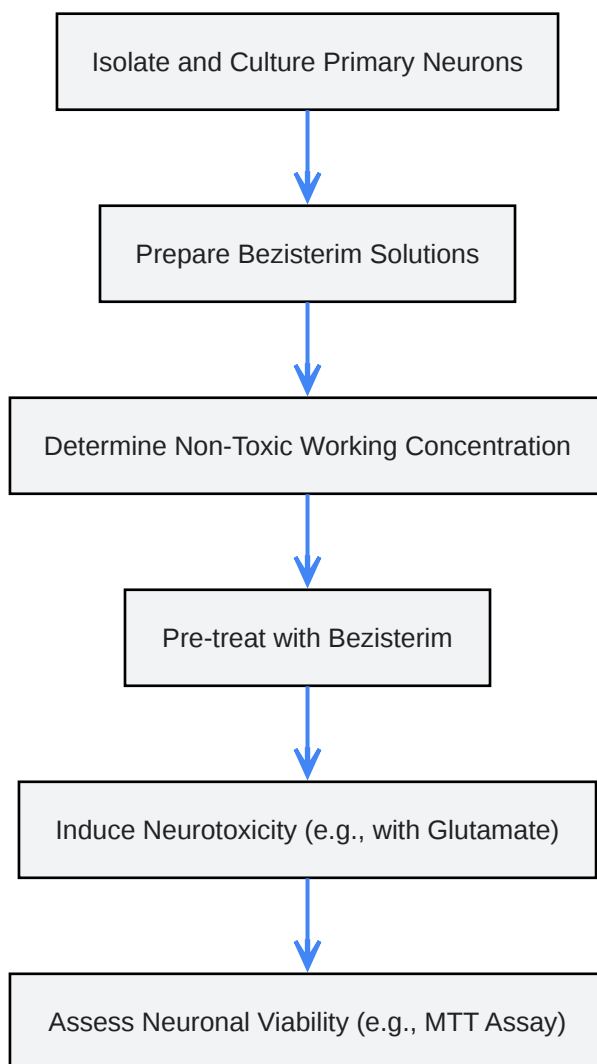 Isolate and Culture Primary Neurons
Prepare Bezisterim Solutions
Determine Non-Toxic Working Concentration
Pre-treat with Bezisterim
Induce Neurotoxicity (e.g., with Glutamate)
Assess Neuronal Viability (e.g., MTT Assay)